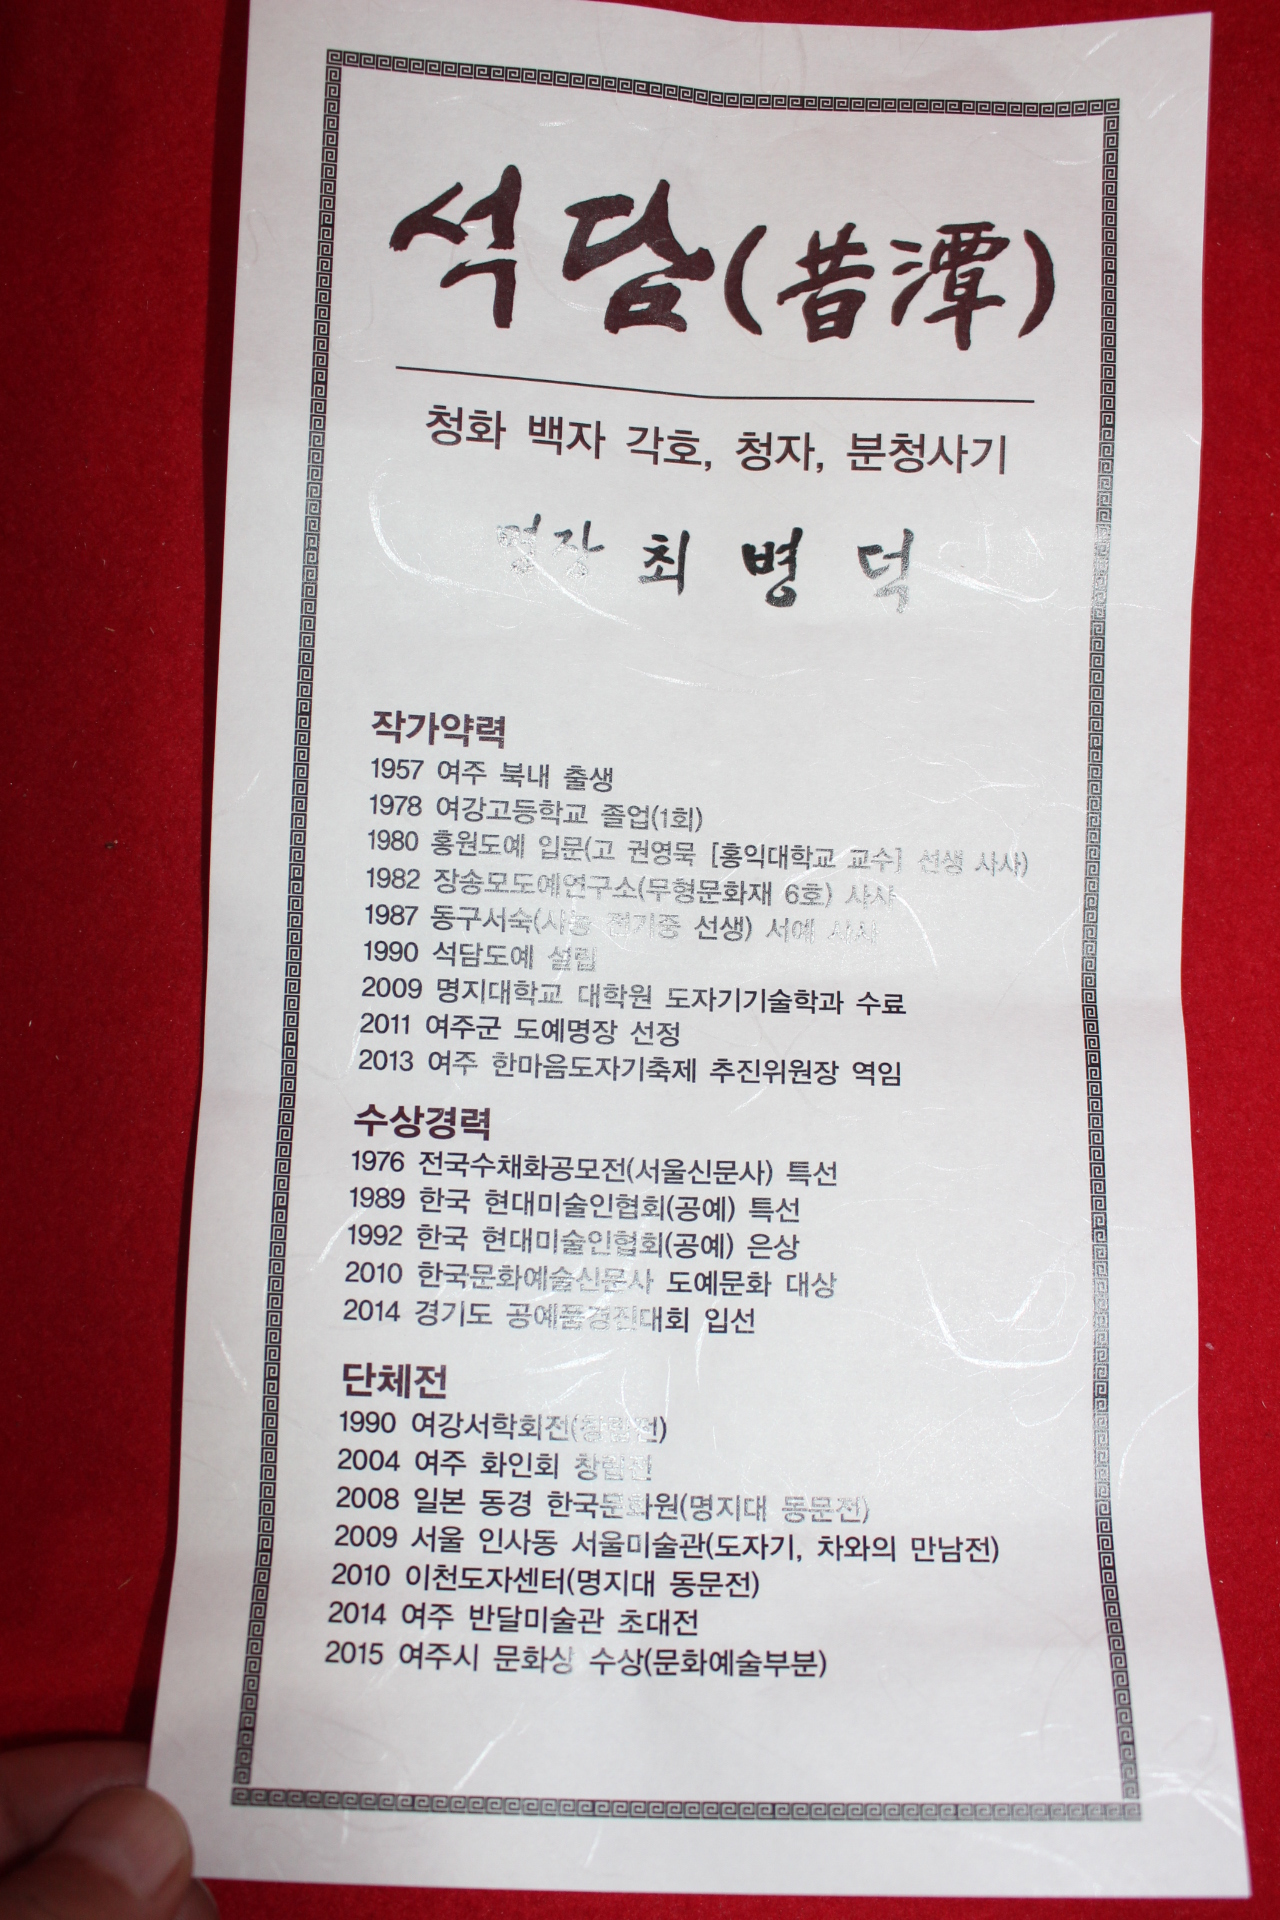 석담(昔潭)
청화 백자 각호, 청자, 분청사기
명장 최병덕
작가약력
1957 여주 북내 출생
1978 여강고등학교 졸업(1회)
1980 홍원도예 입문(고 권영묵 [홍익대학교 교수] 선생 사사)
1982 장송모도예연구소(무형문화재 6호) 사사
1987 동구서숙(사농 전기중 선생) 서예 사사
1990 석담도예 설립
2009 명지대학교 대학원 도자기기술학과 수료
2011 여주군 도예명장 선정
2013 여주 한마음도자기축제 추진위원장 역임
수상경력
1976 전국수채화공모전(서울신문사) 특선
1989 한국 현대미술인협회(공예) 특선
1992 한국 현대미술인협회(공예) 은상
2010 한국문화예술신문사 도예문화 대상
2014 경기도 공예품경진대회 입선
단체전
1990 여강서학회전(창립전)
2004 여주 화인회 창립전
2008 일본 동경 한국문화원(명지대 동문전)
2009 서울 인사동 서울미술관(도자기, 차와의 만남전)
2010 이천도자센터(명지대 동문전)
2014 여주 반달미술관 초대전
2015 여주시 문화상 수상(문화예술부분)